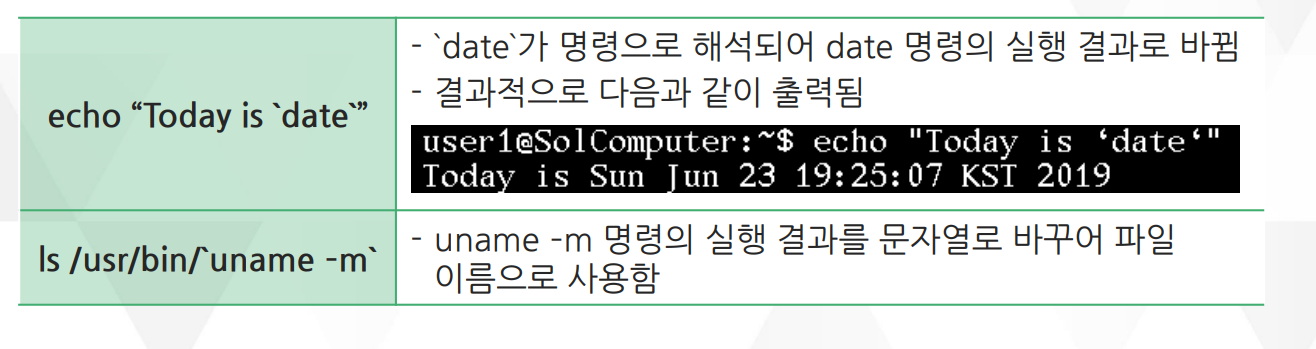 echo “Today is `date`”
- `date`가 명령으로 해석되어 date 명령의 실행 결과로 바뀜
- 결과적으로 다음과 같이 출력됨
user1@SolComputer:~$ echo "Today is ‘date‘"
Today is Sun Jun 23 19:25:07 KST 2019
ls /usr/bin/`uname -m`
- uname -m 명령의 실행 결과를 문자열로 바꾸어 파일
이름으로 사용함